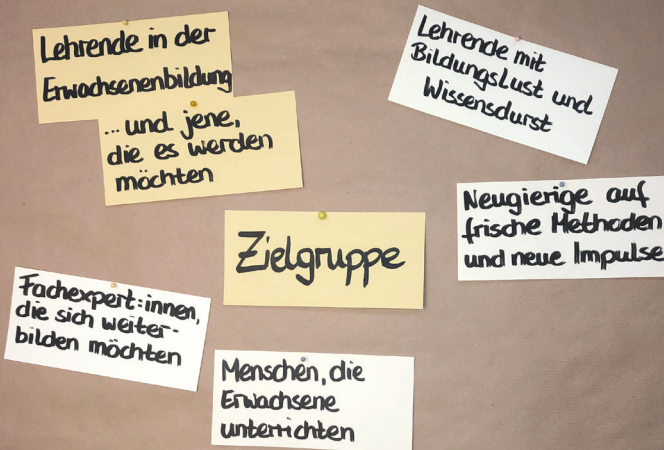 Lehrende in der
Erwachsenenbildung
...und jene,
die es werden
möchten
Lehrende mit
Bildungslust und
Wissensdurst
Neugierige auf
frische Methoden
und neue Impulse
Zielgruppe
Fachexpert:innen,
die sich weiter-
bilden möchten
Menschen, die
Erwachsene
unterrichten